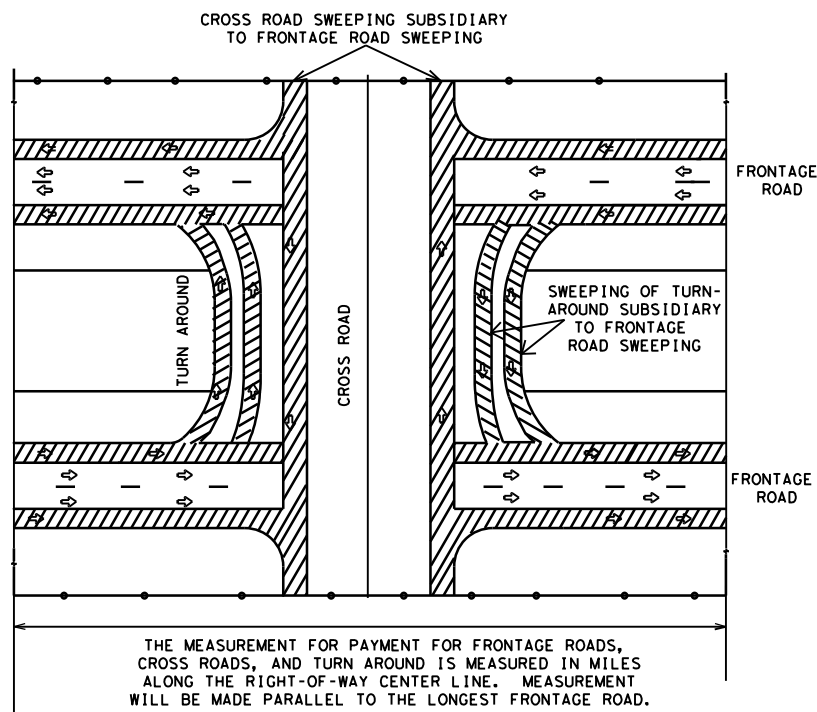 CROSS ROAD SWEEPING SUBSIDIARY
TO FRONTAGE ROAD SWEEPING
FRONTAGE
ROAD
SWEEPING OF TURN-
AROUND SUBSIDIARY
TO FRONTAGE
ROAD SWEEPING
TURN AROUND
CROSS ROAD
FRONTAGE
ROAD
THE MEASUREMENT FOR PAYMENT FOR FRONTAGE ROADS,
CROSS ROADS, AND TURN AROUND IS MEASURED IN MILES
ALONG THE RIGHT-OF-WAY CENTER LINE. MEASUREMENT
WILL BE MADE PARALLEL TO THE LONGEST FRONTAGE ROAD.